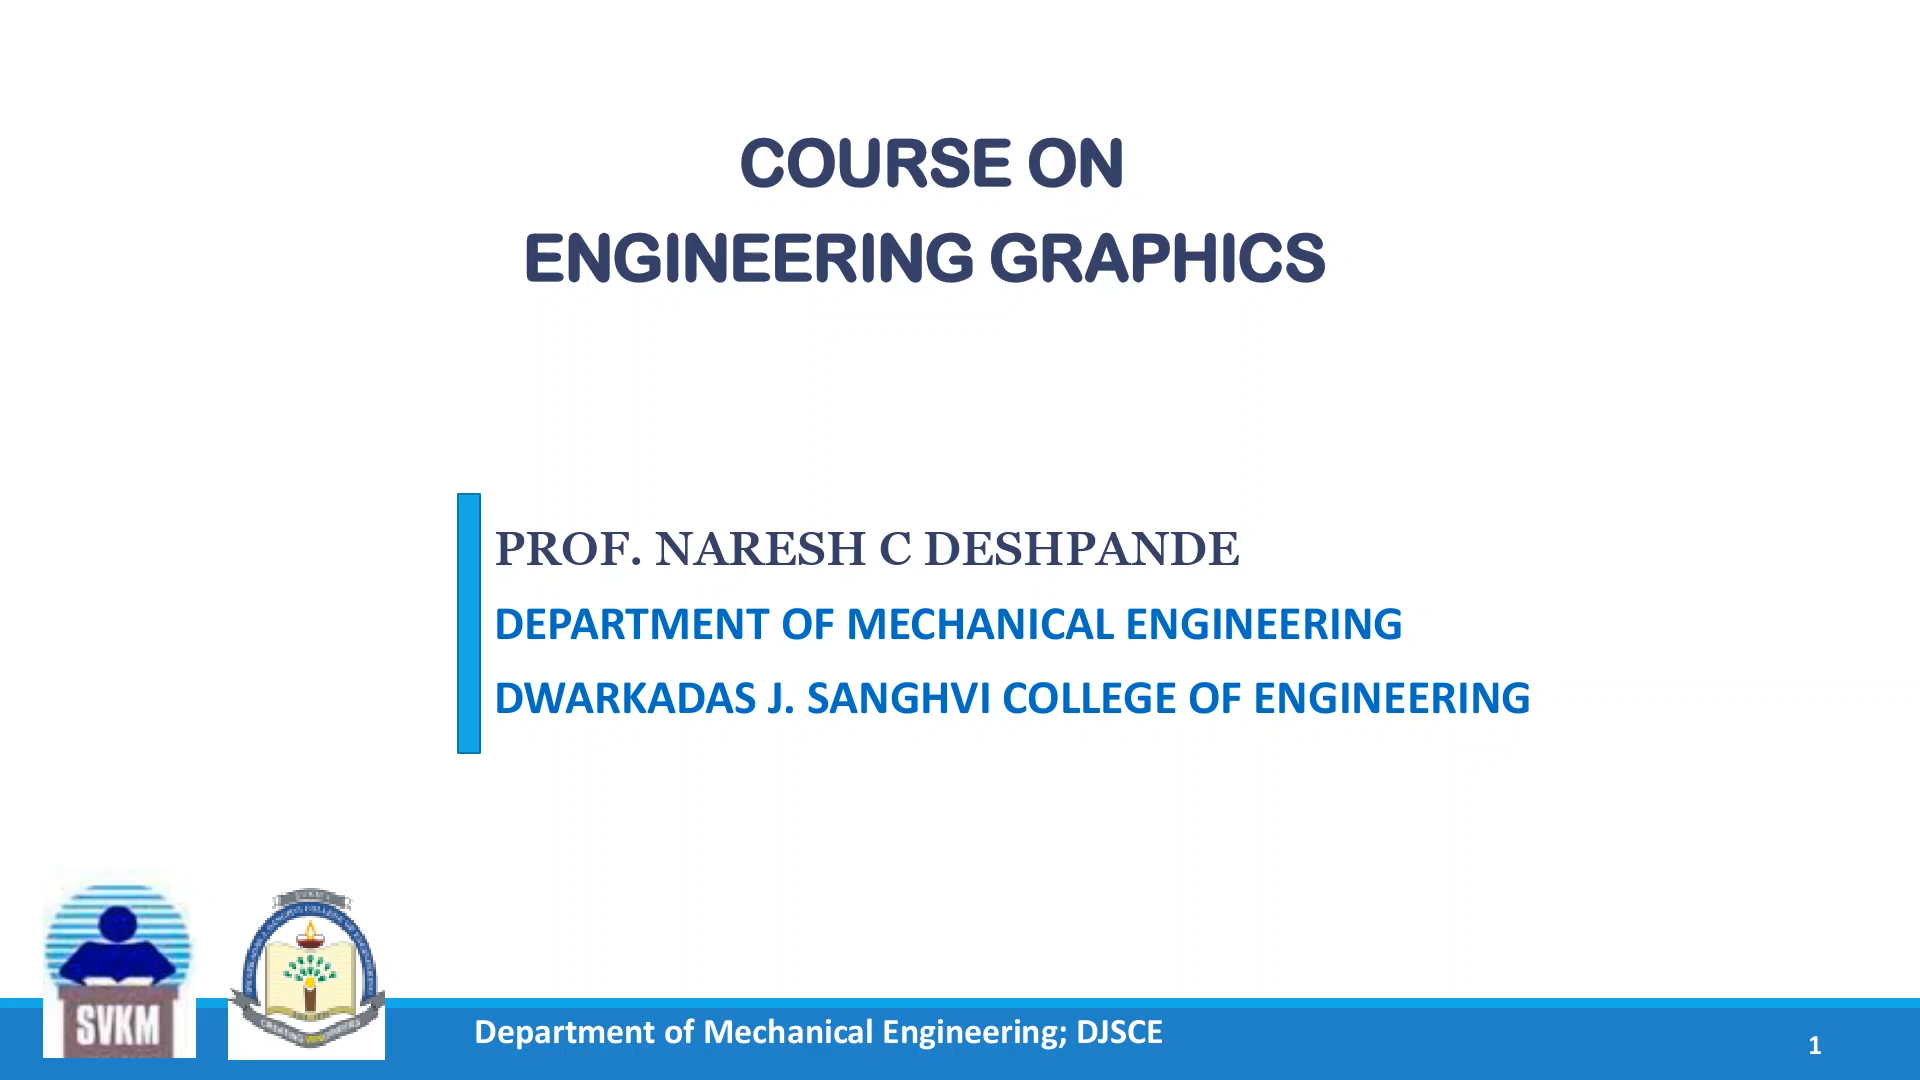 COURSE ON
ENGINEERING GRAPHICS
PROF. NARESH C DESHPANDE
DEPARTMENT OF MECHANICAL ENGINEERING
DWARKADAS J. SANGHVI COLLEGE OF ENGINEERING
SVKM
Department of Mechanical Engineering; DJSCE
1